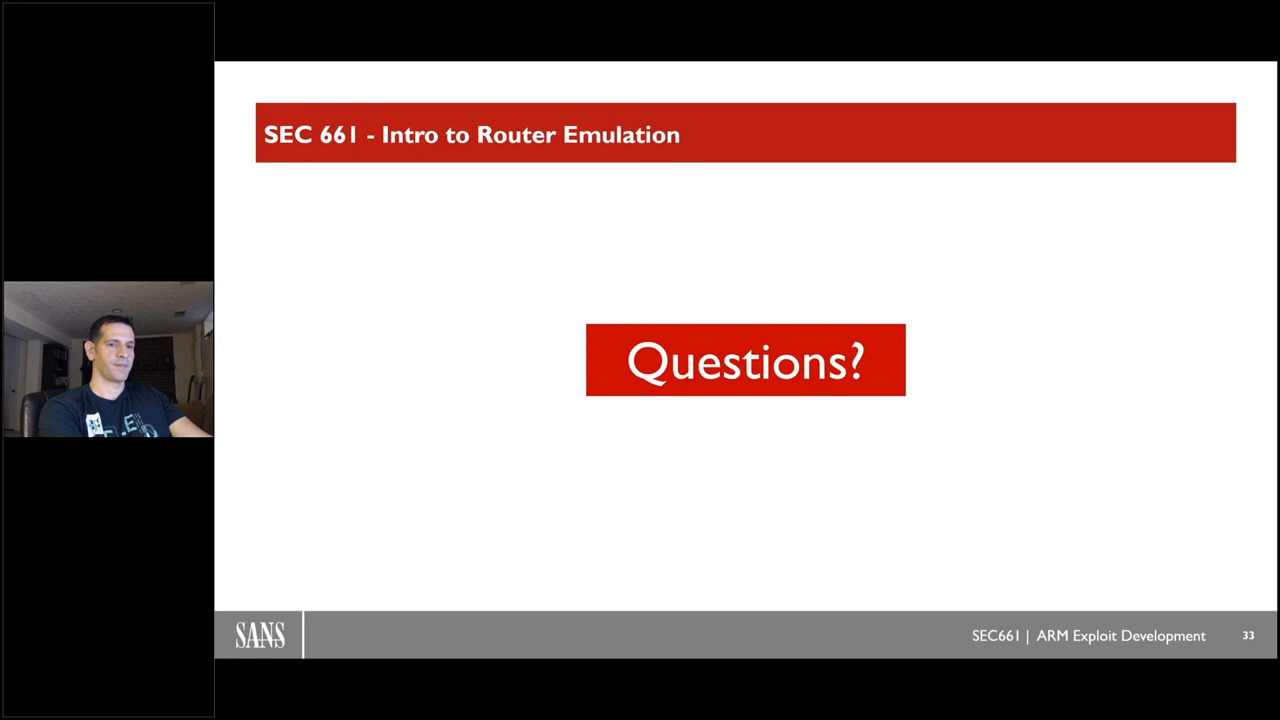 SEC 661 - Intro to Router Emulation
Questions?
SANS
SEC661 | ARM Exploit Development
33